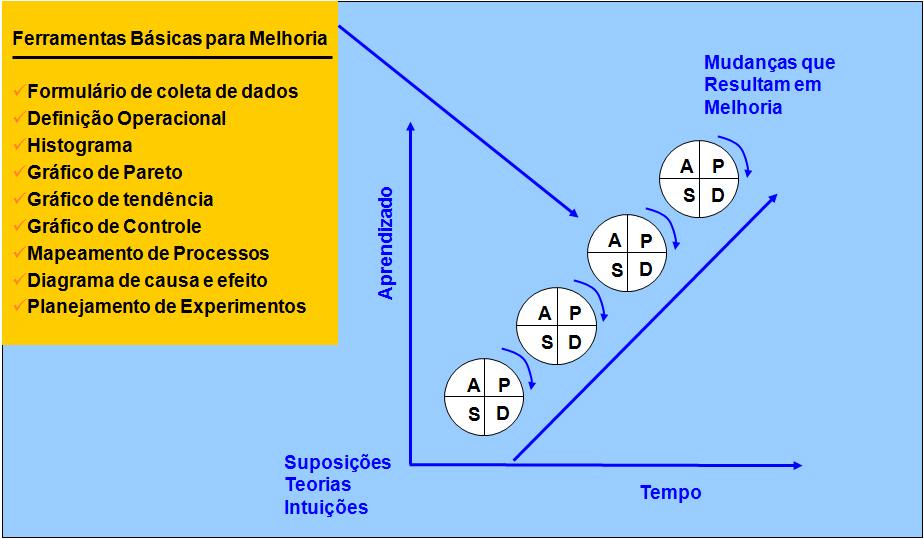 Ferramentas Básicas para Melhoria
✓Formulário de coleta de dados
✓Definição Operacional
✓Histograma
✓Gráfico de Pareto
✓Gráfico de tendência
✓Gráfico de Controle
✓Mapeamento de Processos
✓Diagrama de causa e efeito
✓Planejamento de Experimentos
Mudanças que
Resultam em
Melhoria
Aprendizado
A P
S D
A P
S D
A P
S D
A P
S D
Suposições
Teorias
Intuições
Tempo